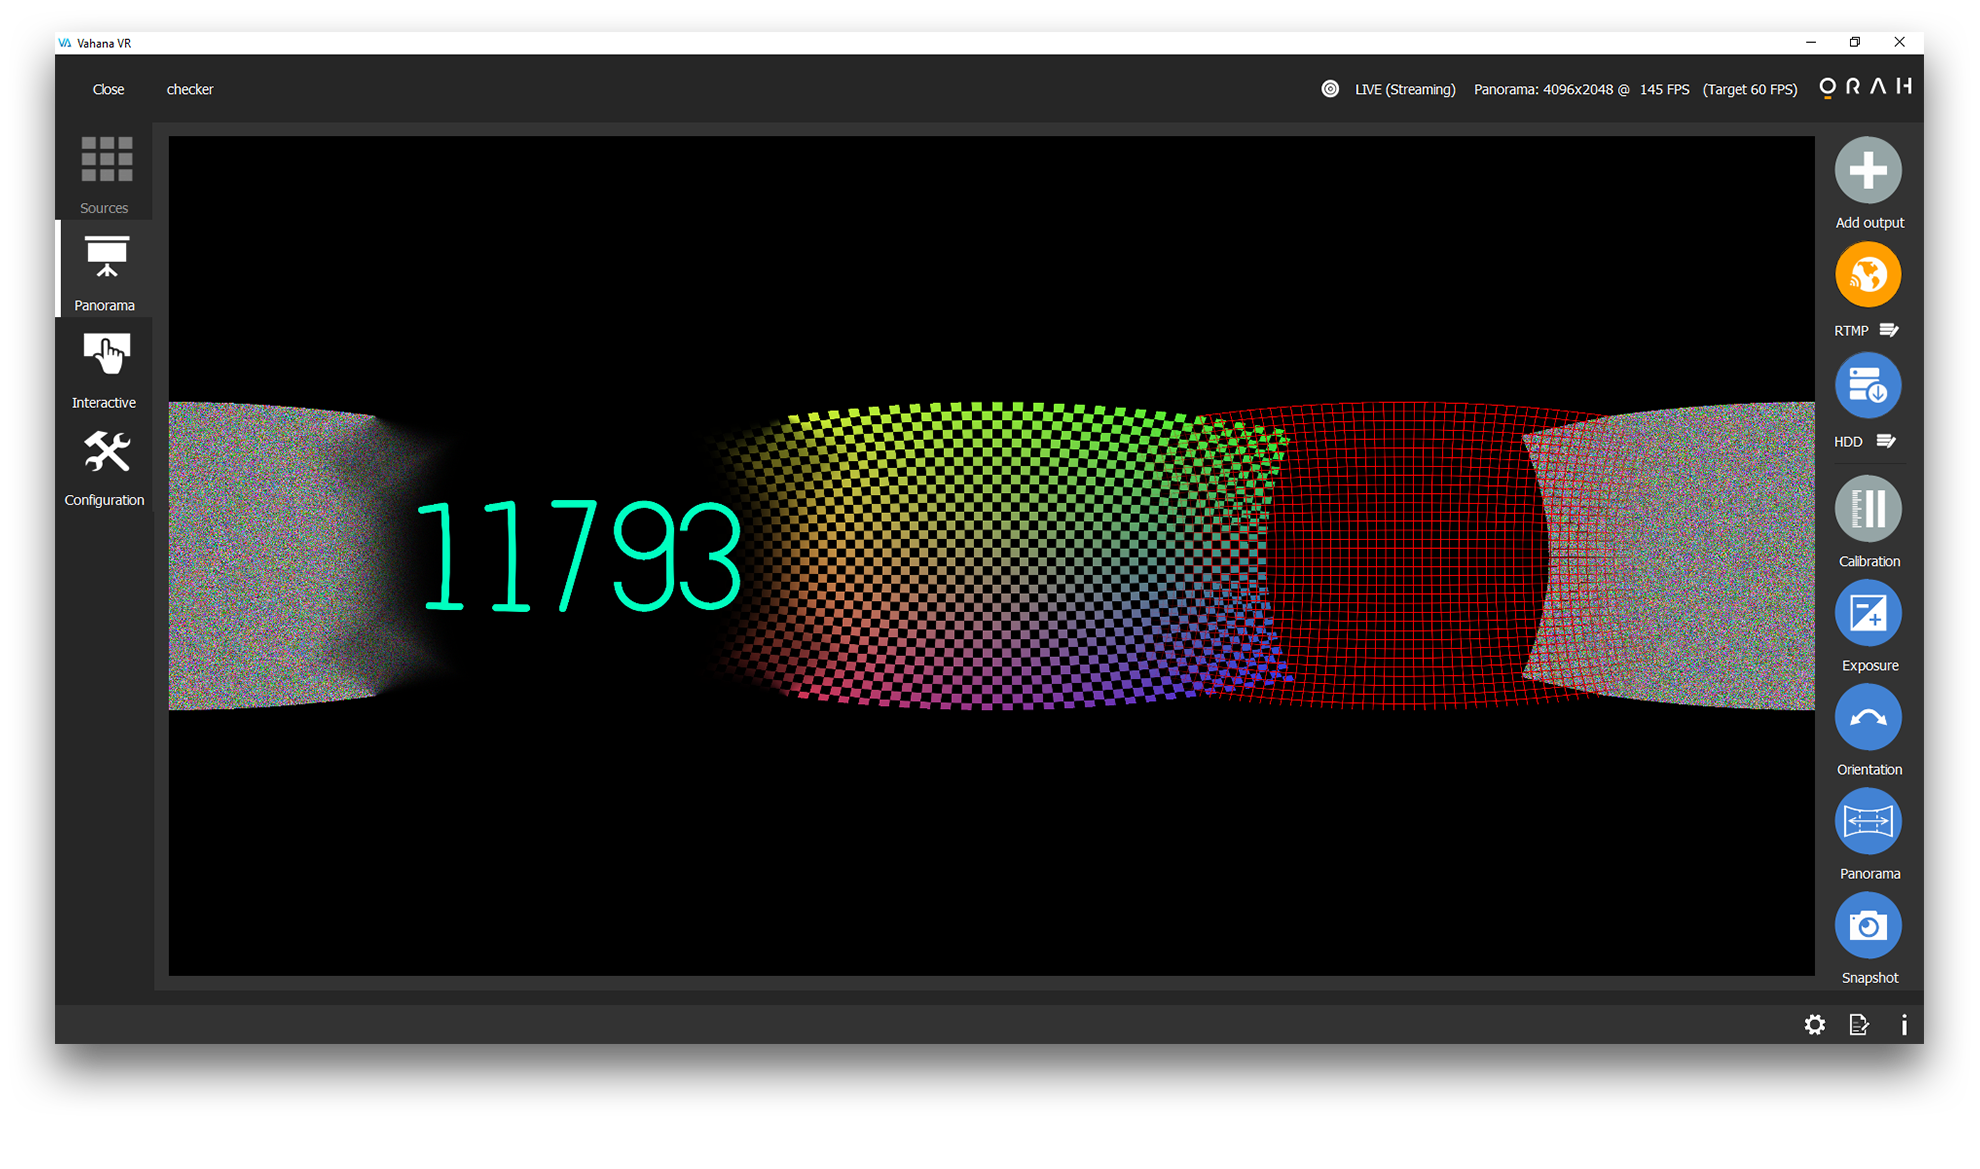 VA Vahana VR
Close checker LIVE (Streaming) Panorama: 4096x2048 @ 145 FPS (Target 60 FPS) ORAH
Sources
Panorama
Interactive
Configuration
11793
Add output
RTMP
HDD
Calibration
Exposure
Orientation
Panorama
Snapshot